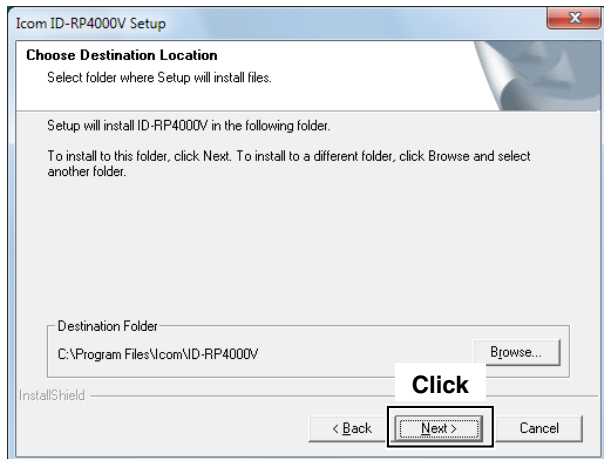 Icom ID-RP4000V Setup
Choose Destination Location
Select folder where Setup will install files.
Setup will install ID-RP4000V in the following folder.
To install to this folder, click Next. To install to a different folder, click Browse and select
another folder.
Destination Folder
C:\Program Files\Icom\ID-RP4000V
Browse...
Click
InstallShield
< Back
Next >
Cancel